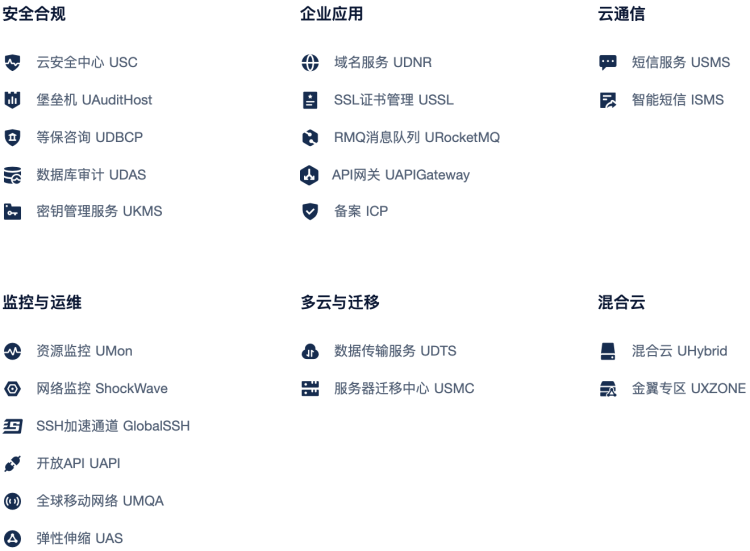 安全合规
云安全中心 USC
堡垒机 UAuditHost
等保咨询 UDBCP
数据库审计 UDAS
密钥管理服务 UKMS
企业应用
域名服务 UDNR
SSL证书管理 USSL
RMQ消息队列 URocketMQ
API网关 UAPIGateway
备案 ICP
云通信
短信服务 USMS
智能短信 ISMS
监控与运维
资源监控 UMon
网络监控 ShockWave
SSH加速通道 GlobalSSH
开放API UAPI
全球移动网络 UMQA
弹性伸缩 UAS
多云与迁移
数据传输服务 UDTS
服务器迁移中心 USMC
混合云
混合云 UHybrid
金翼专区 UXZONE